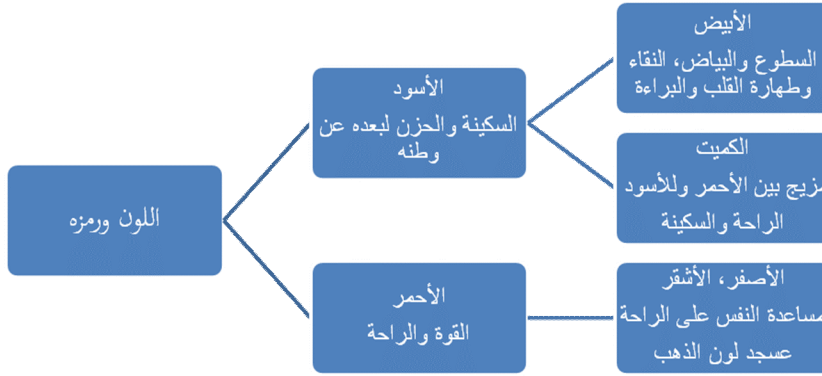 اللون ورمزه
الأسود
السكينة والحزن لبعده عن
وطنه
الأبيض
السطوع والبياض، النقاء
وطهارة القلب والبراءة
الكميت
مزيج بين الأحمر وللأسود
الراحة والسكينة
الأحمر
القوة والراحة
الأصفر، الأشقر
مساعدة النفس على الراحة
عسجد لون الذهب